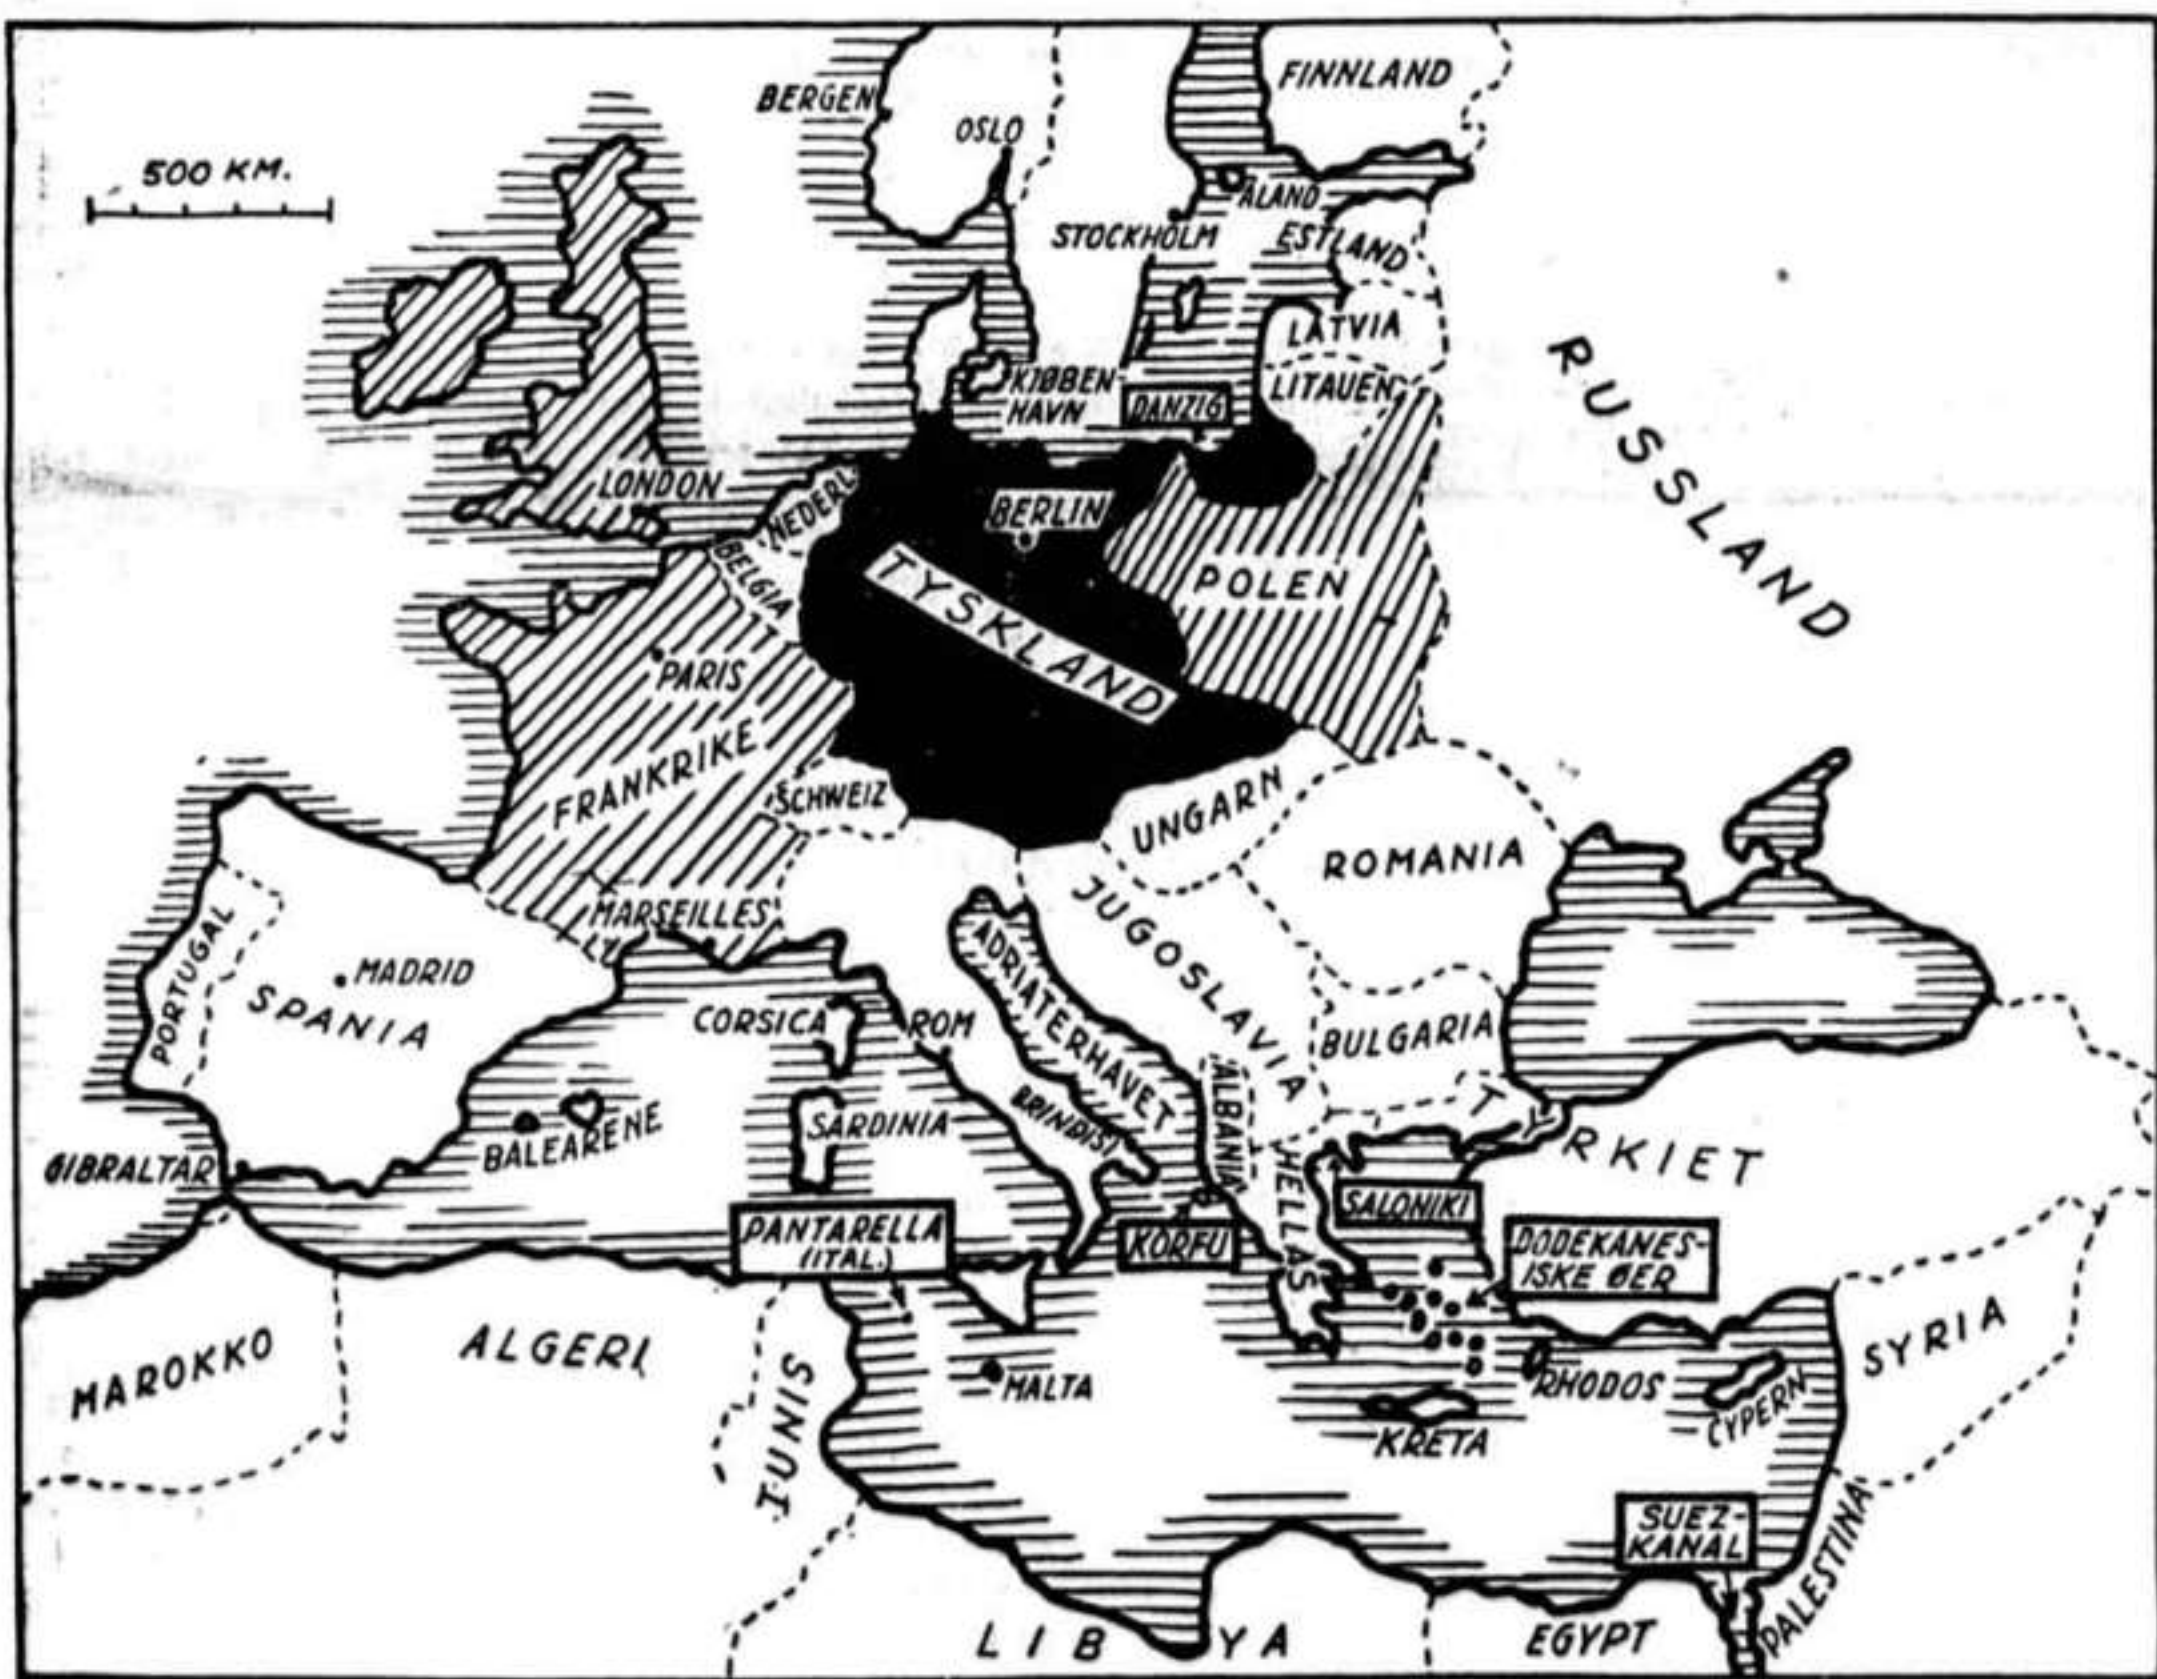 FINNLAND
BERGEN
OSLO
500 KM.
ÅLAND
STOCKHOLM
ESTLAND
LATVIA
RUSSLAND
KIØBEN-
HAVN
DANZIG
LITAUEN
LONDON
NEDERL.
BERLIN
BELGIA
TYSKLAND
POLEN
PARIS
FRANKRIKE
SCHWEIZ
UNGARN
ROMANIA
MARSEILLES
JUGOSLAVIA
PORTUGAL
MADRID
SPANIA
ADRIATERHAVET
CORSICA
ROM
BULGARIA
BALEARENE
SARDINIA
BRINDISI
ALBANIA
TYRKIET
GIBRALTAR
HELLAS
SALONIKI
PANTARELLA
(ITAL.)
KORFU
DODEKANES-
ISKE ØER
MAROKKO
ALGERI
TUNIS
MALTA
RHODOS
CYPERN
SYRIA
KRETA
SUEZ-
KANAL
PALESTINA
LIBYA
EGYPT